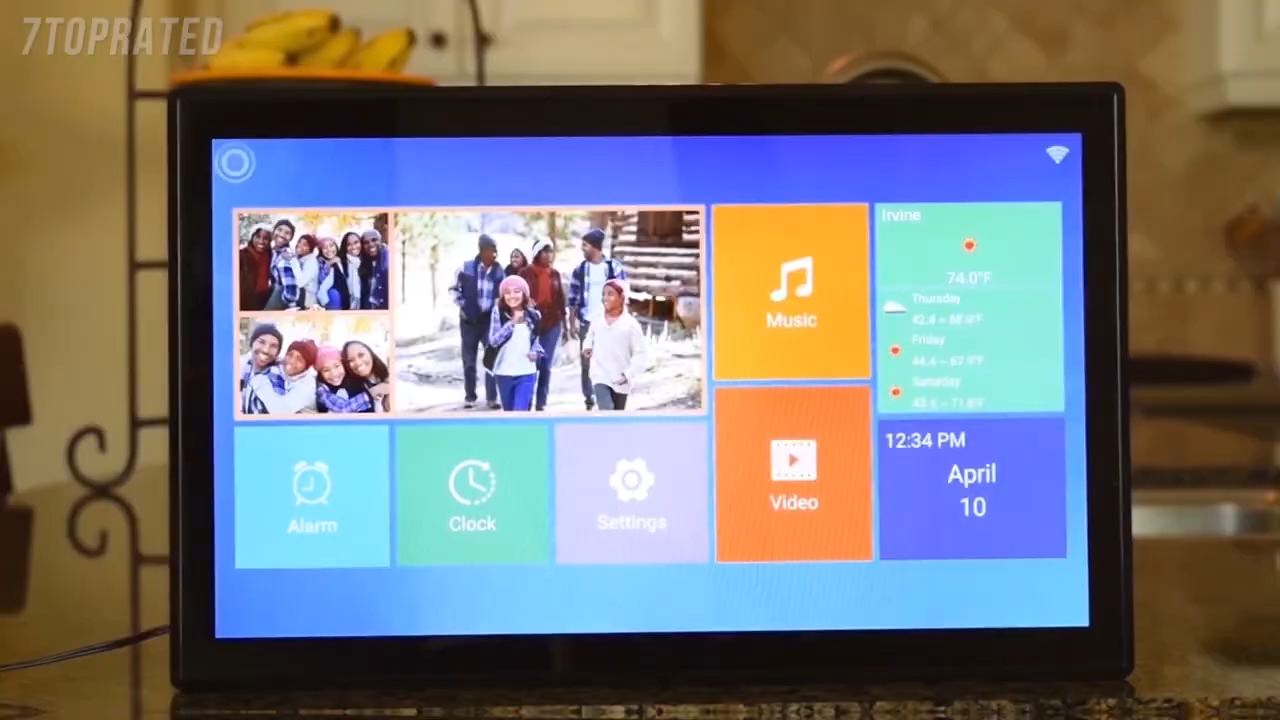 7TOPRATED
Music
Irvine
74.0°F
Thursday
Friday
Saturday
Alarm
Clock
Settings
Video
12:34 PM
April
10